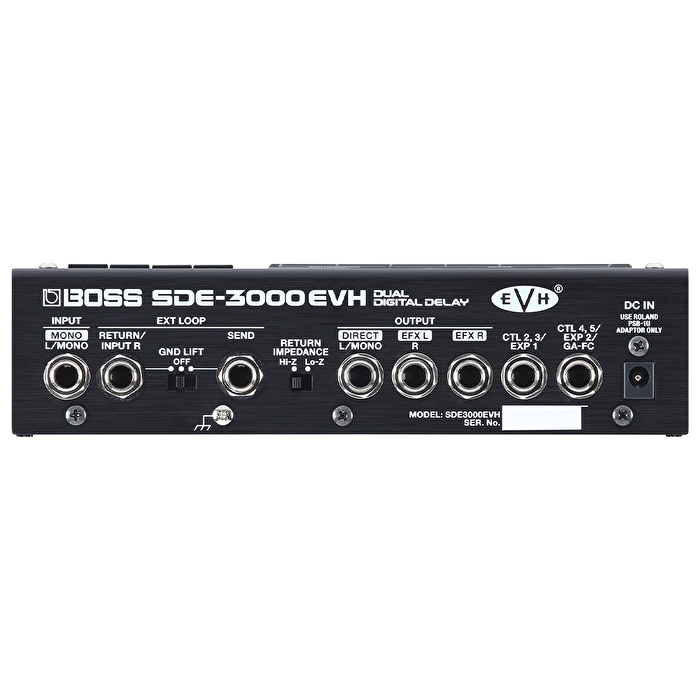 BOSS SDE-3000EVH DUAL DIGITAL DELAY
EVH®
DC IN
USE ROLAND
PSB-1U
ADAPTOR ONLY
INPUT
MONO
L/MONO
EXT LOOP
RETURN/
INPUT R
GND LIFT
OFF
SEND
RETURN
IMPEDANCE
Hi-Z Lo-Z
OUTPUT
DIRECT
L/MONO
EFX L
R
EFX R
CTL 2, 3/
EXP 1
CTL 4, 5/
EXP 2/
GA-FC
MODEL: SDE3000EVH
SER. No.